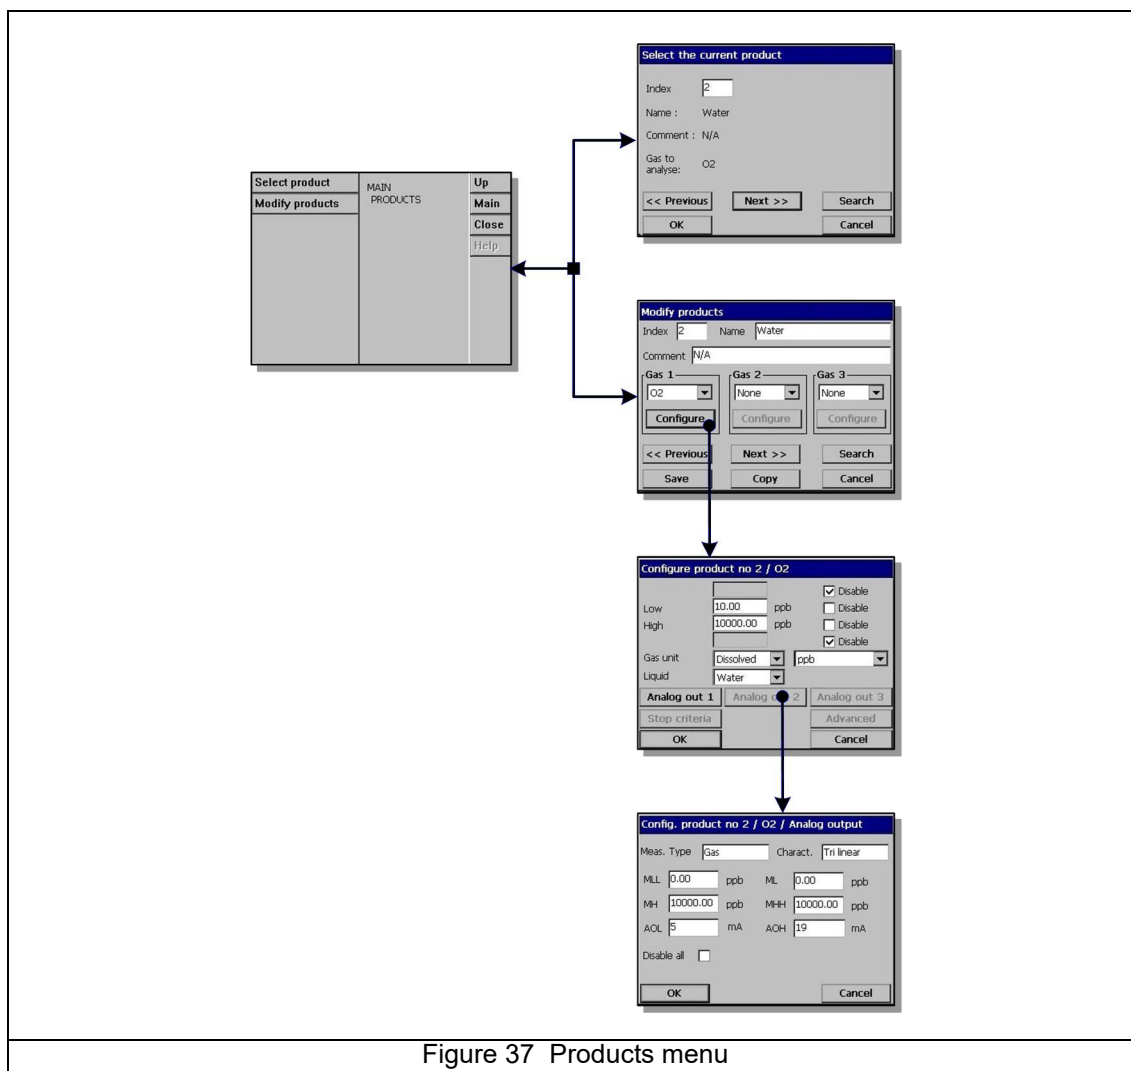 Select product
Modify products
MAIN
PRODUCTS
Up
Main
Close
Help
Select the current product
Index 2
Name : Water
Comment : N/A
Gas to
analyse: O2
<< Previous Next >> Search
OK Cancel
Modify products
Index 2 Name Water
Comment N/A
Gas 1 Gas 2 Gas 3
O2 None None
Configure Configure Configure
<< Previous Next >> Search
Save Copy Cancel
Configure product no 2 / O2
Disable
Low 10.00 ppb Disable
High 10000.00 ppb Disable
Disable
Gas unit Dissolved ppb
Liquid Water
Analog out 1 Analog out 2 Analog out 3
Stop criteria Advanced
OK Cancel
Config. product no 2 / O2 / Analog output
Meas. Type Gas Charact. Tri linear
MLL 0.00 ppb ML 0.00 ppb
MH 10000.00 ppb MHH 10000.00 ppb
AOL 5 mA AOH 19 mA
Disable all
OK Cancel
Figure 37 Products menu